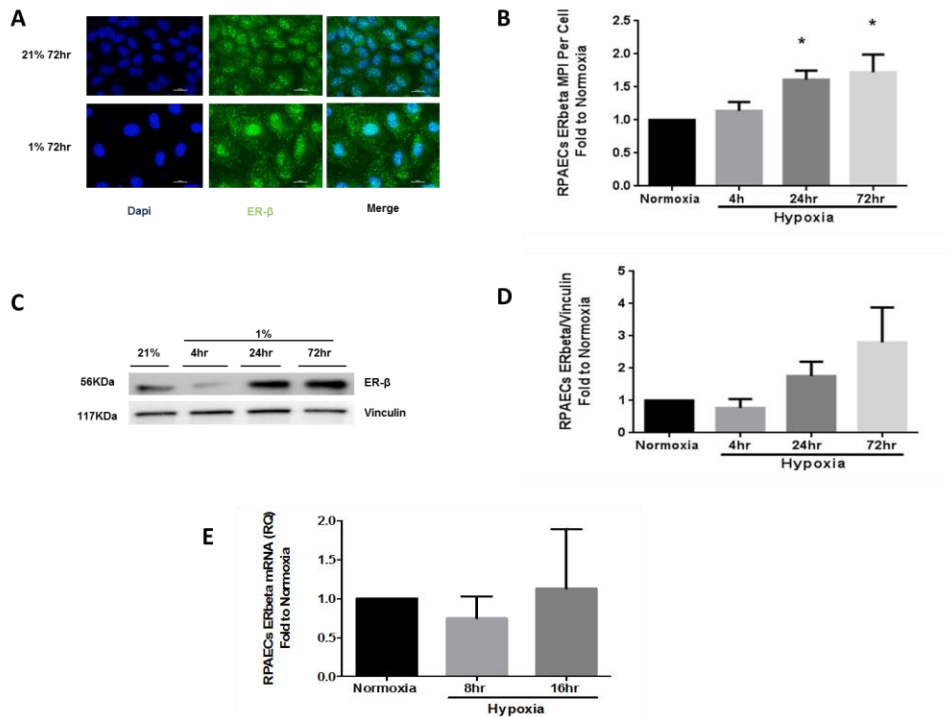 A
21% 72hr
1% 72hr
Dapi
ER-β
Merge
B
RPAECs ERbeta MPI Per Cell
Fold to Normoxia
2.5
2.0
1.5
1.0
0.5
0.0
*
*
Normoxia 4h 24hr 72hr
Hypoxia
C
1%
21% 4hr 24hr 72hr
56KDa
ER-β
117KDa
Vinculin
D
RPAECs ERbeta/Vinculin
Fold to Normoxia
5
4
3
2
1
0
Normoxia 4hr 24hr 72hr
Hypoxia
E
RPAECs ERbeta mRNA (RQ)
Fold to Normoxia
2.0
1.5
1.0
0.5
0.0
Normoxia 8hr 16hr
Hypoxia